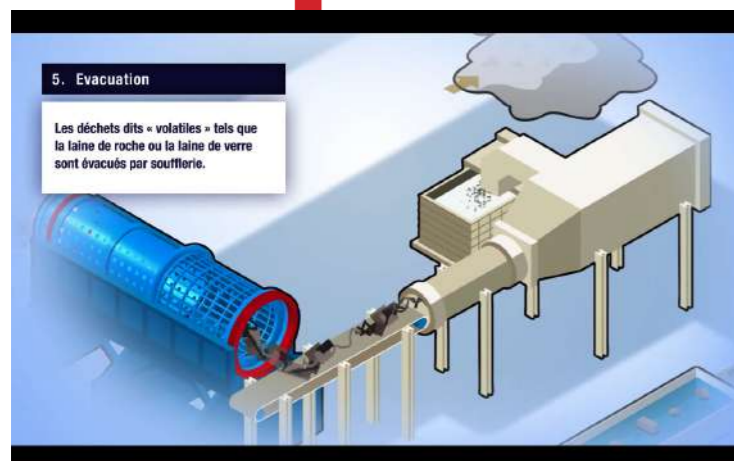 5. Evacuation
Les déchets dits « volatiles » tels que
la laine de roche ou la laine de verre
sont évacués par soufflerie.